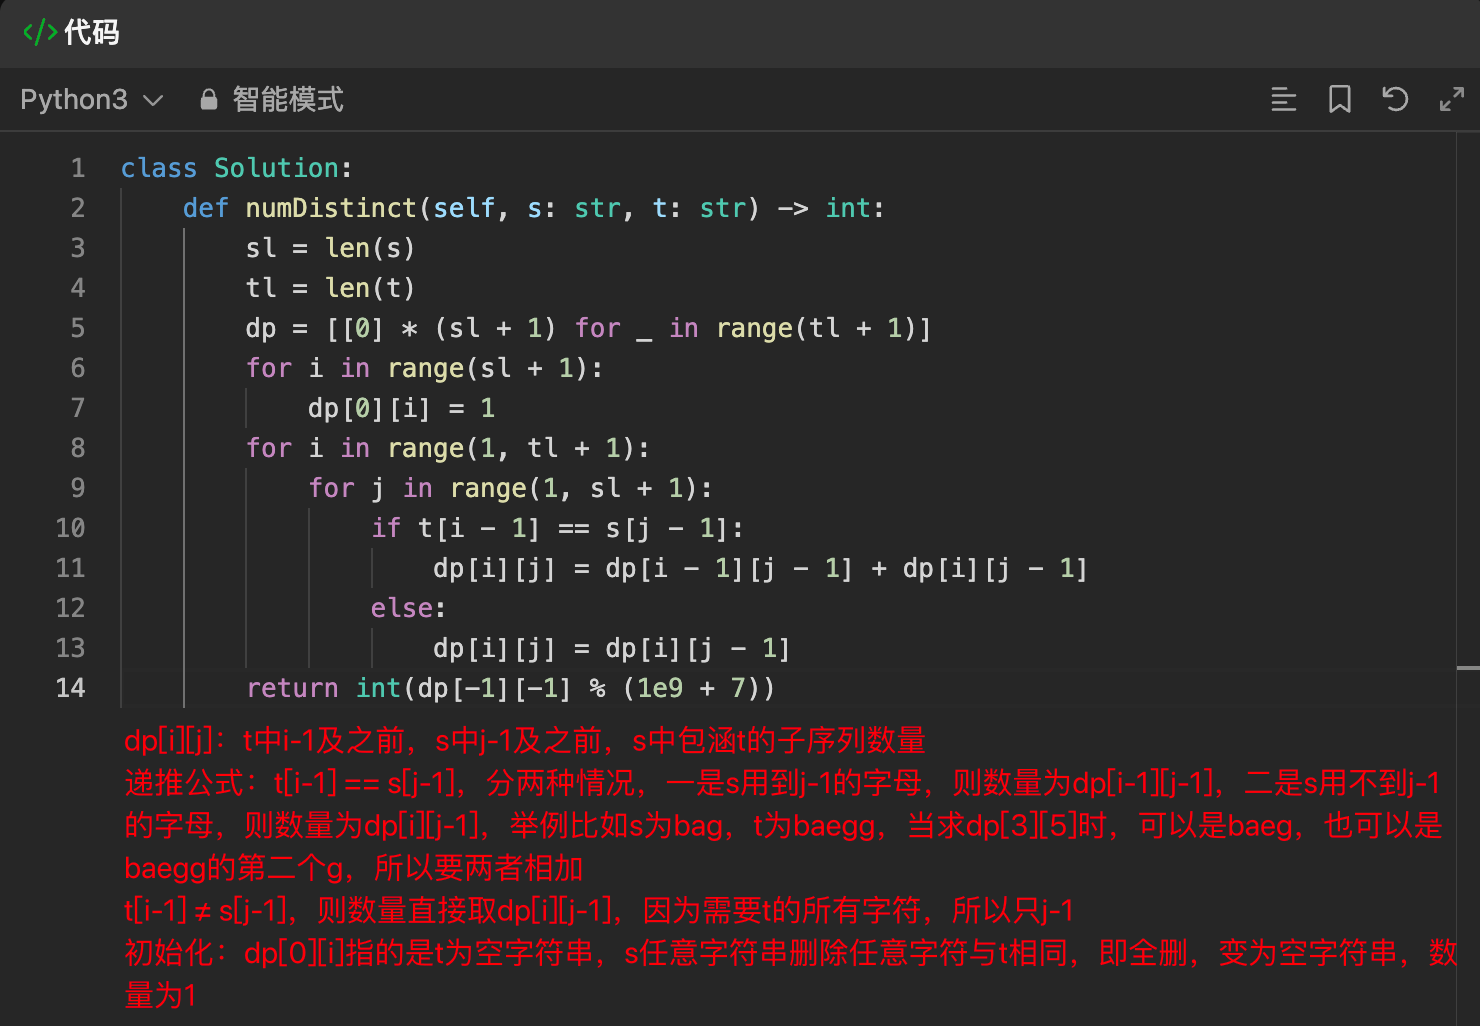 </> 代码
Python3 智能模式
1 class Solution:
2     def numDistinct(self, s: str, t: str) -> int:
3         sl = len(s)
4         tl = len(t)
5         dp = [[0] * (sl + 1) for _ in range(tl + 1)]
6         for i in range(sl + 1):
7             dp[0][i] = 1
8         for i in range(1, tl + 1):
9             for j in range(1, sl + 1):
10                if t[i - 1] == s[j - 1]:
11                    dp[i][j] = dp[i - 1][j - 1] + dp[i][j - 1]
12                else:
13                    dp[i][j] = dp[i][j - 1]
14        return int(dp[-1][-1] % (1e9 + 7))
dp[i][j]：t中i-1及之前，s中j-1及之前，s中包涵t的子序列数量
递推公式：t[i-1] == s[j-1]，分两种情况，一是s用到j-1的字母，则数量为dp[i-1][j-1]，二是s用不到j-1
的字母，则数量为dp[i][j-1]，举例比如s为bag，t为baegg，当求dp[3][5]时，可以是baeg，也可以是
baegg的第二个g，所以要两者相加
t[i-1] ≠ s[j-1]，则数量直接取dp[i][j-1]，因为需要t的所有字符，所以只j-1
初始化：dp[0][i]指的是t为空字符串，s任意字符串删除任意字符与t相同，即全删，变为空字符串，数
量为1